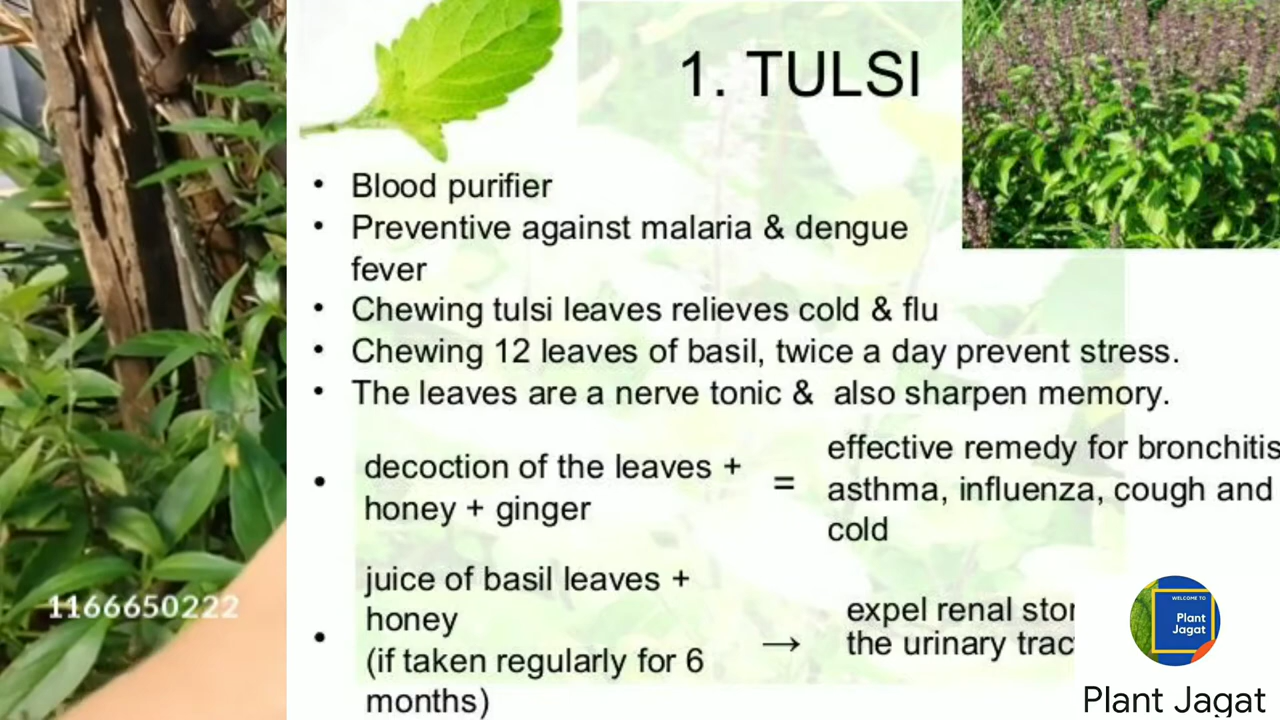 1. TULSI
• Blood purifier
• Preventive against malaria & dengue
fever
• Chewing tulsi leaves relieves cold & flu
• Chewing 12 leaves of basil, twice a day prevent stress.
• The leaves are a nerve tonic & also sharpen memory.
• decoction of the leaves +
honey + ginger
=
effective remedy for bronchitis
asthma, influenza, cough and
cold
• juice of basil leaves +
honey
(if taken regularly for 6
months)
→
expel renal
the urinary
1166650222
WELCOME TO
Plant
Jagat
Plant Jagat